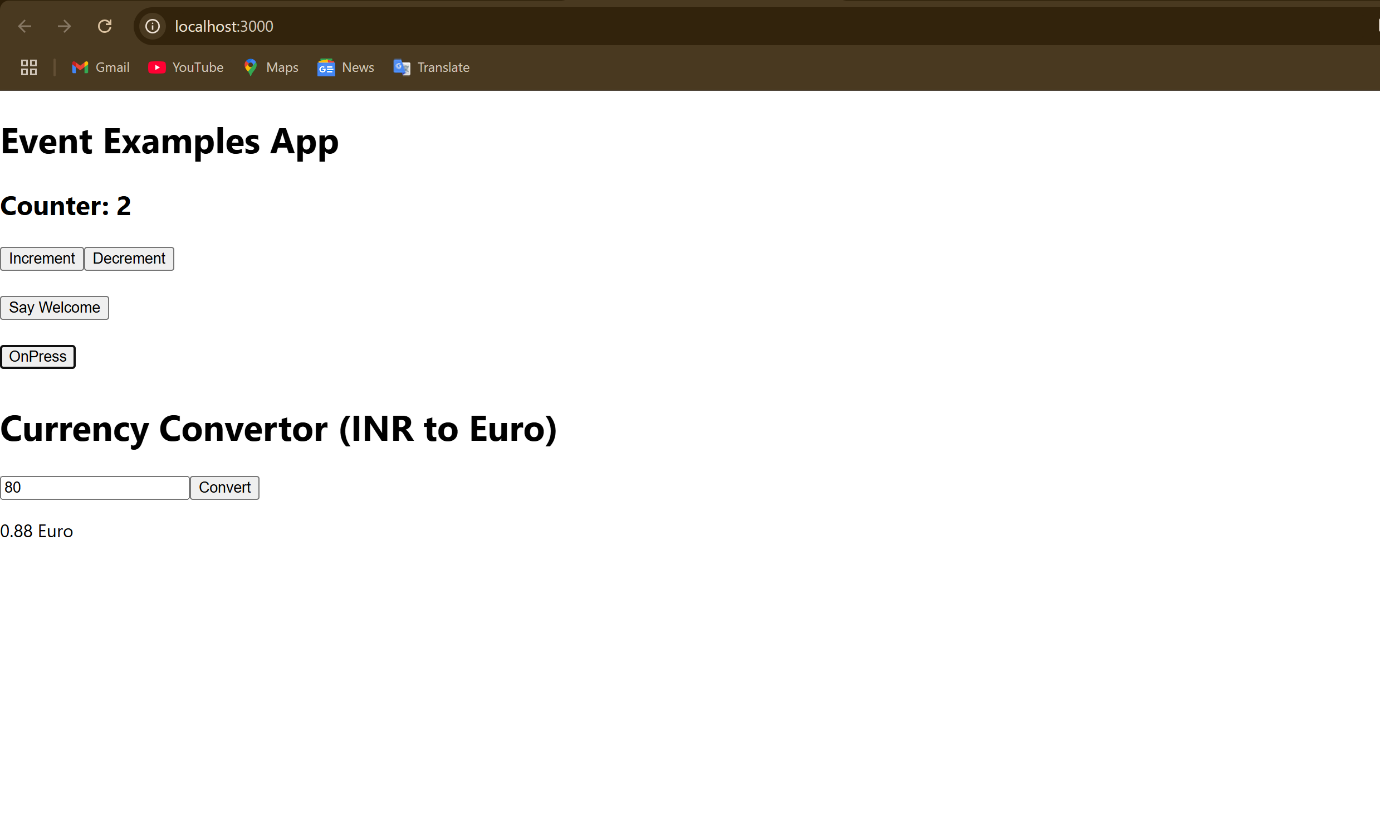 localhost:3000
Gmail YouTube Maps GE News G Translate
Event Examples App
Counter: 2
Increment Decrement
Say Welcome
OnPress
Currency Convertor (INR to Euro)
80 Convert
0.88 Euro